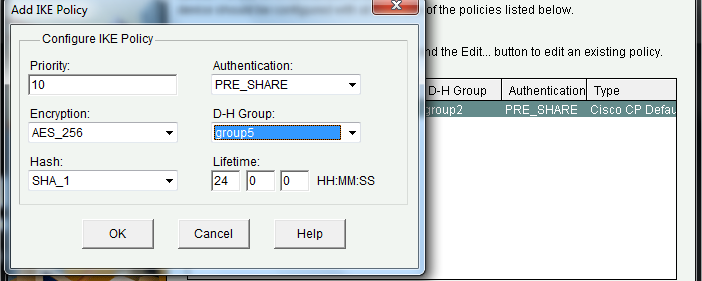 Add IKE Policy
of the policies listed below.
Configure IKE Policy
nd the Edit... button to edit an existing policy.
Priority:
Authentication:
10
PRE_SHARE
D-H Group
Authentication
Type
Encryption:
D-H Group:
group2
PRE_SHARE
Cisco CP Defau
AES_256
group5
Hash:
Lifetime:
SHA_1
24 0 0 HH:MM:SS
OK
Cancel
Help